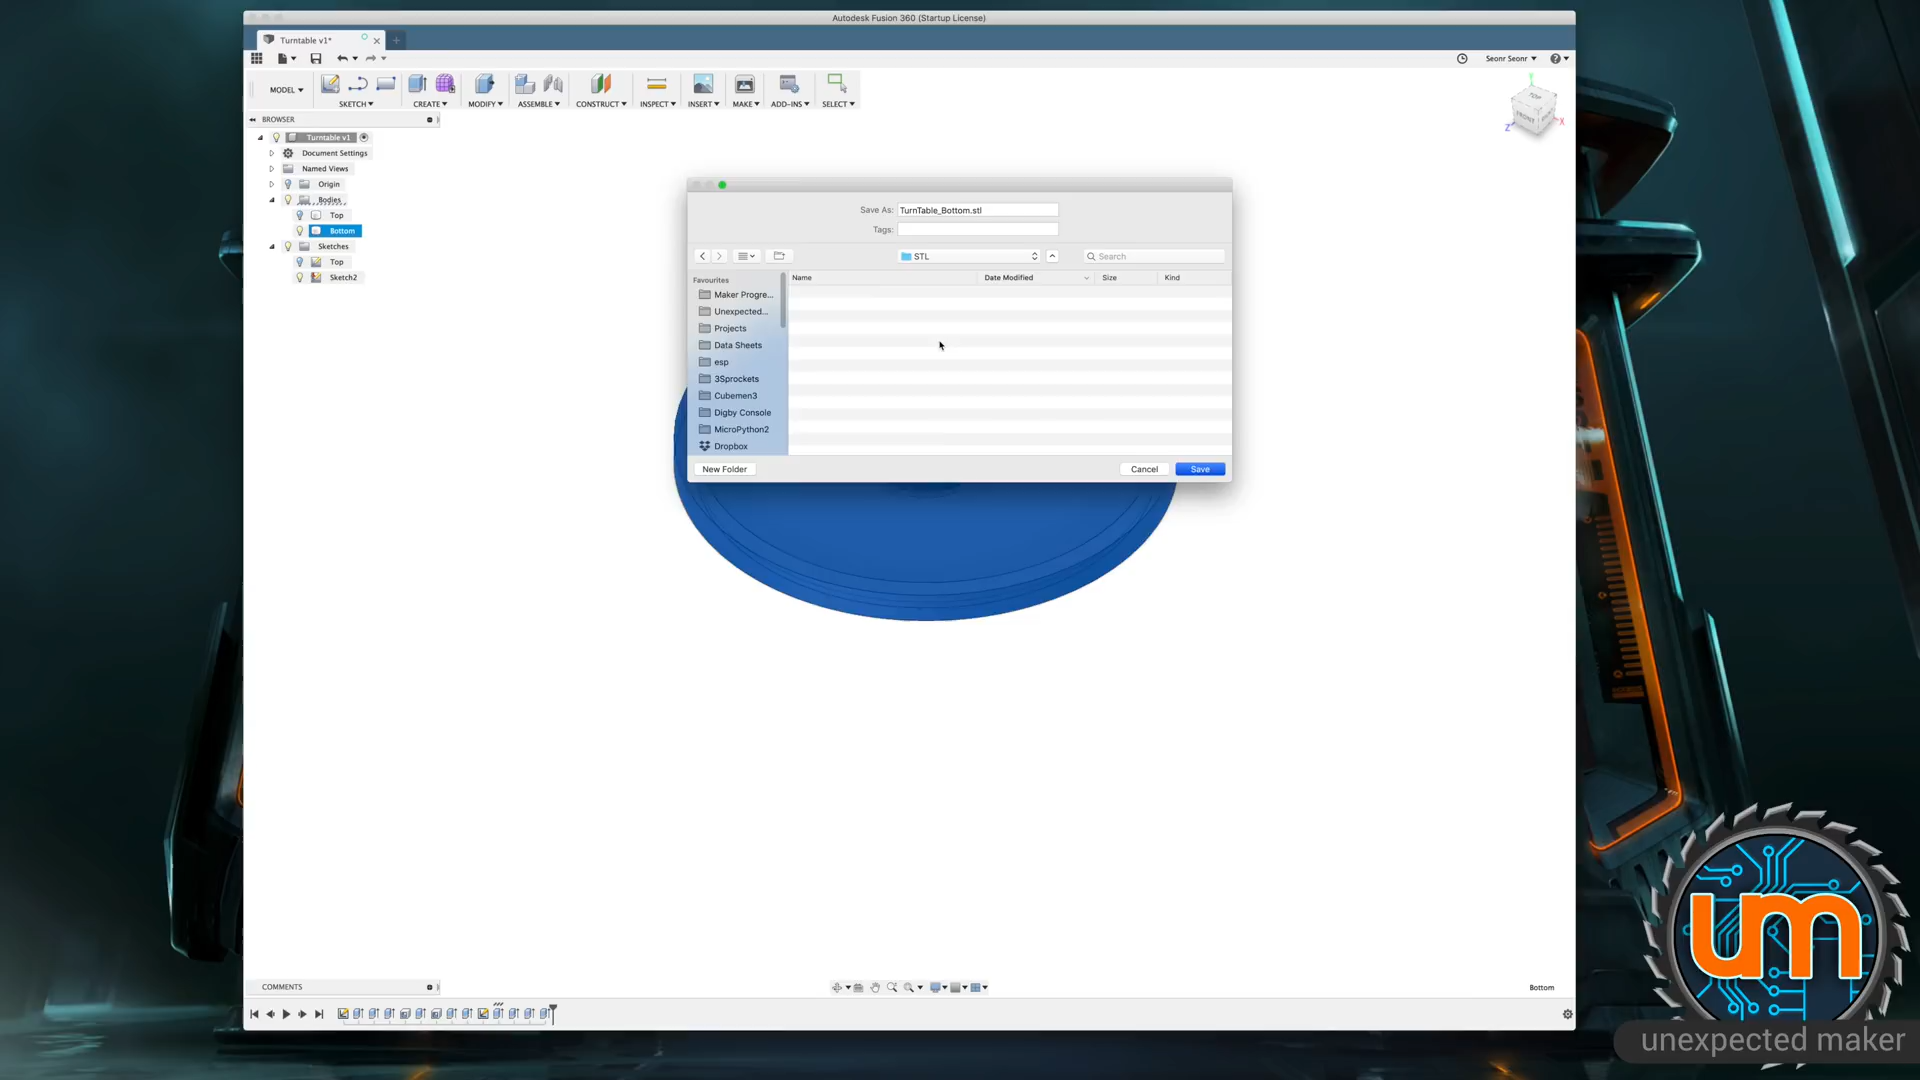 Autodesk Fusion 360 (Startup License)
Turntable v1*
Seonr Seonr
MODEL
SKETCH
CREATE
MODIFY
ASSEMBLE
CONSTRUCT
INSPECT
INSERT
MAKE
ADD-INS
SELECT
TOP
FRONT
Y
Z
X
BROWSER
Turntable v1
Document Settings
Named Views
Origin
Bodies
Top
Bottom
Sketches
Top
Sketch2
Save As: TurnTable_Bottom.stl
Tags:
STL
Search
Favourites
Name
Date Modified
Size
Kind
Maker Progre...
Unexpected...
Projects
Data Sheets
esp
3Sprockets
Cubemen3
Digby Console
MicroPython2
Dropbox
New Folder
Cancel
Save
COMMENTS
Bottom
um
unexpected maker